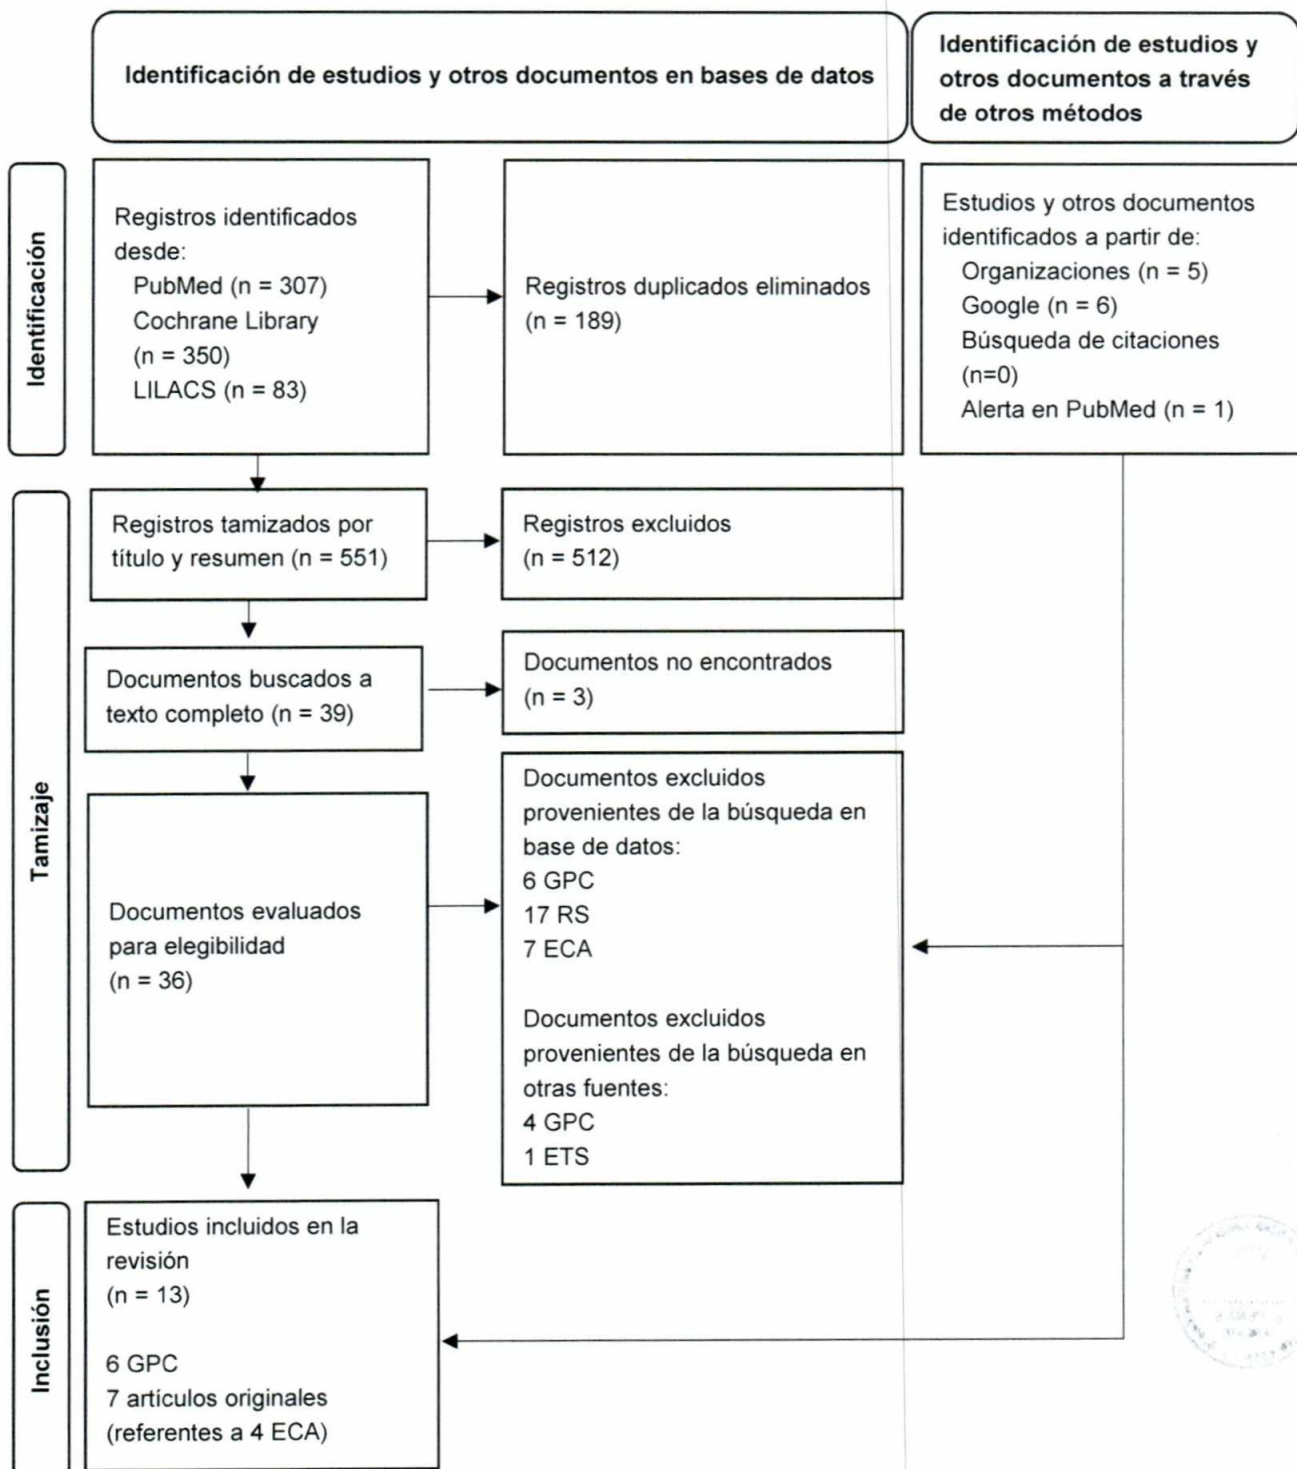 Identificación de estudios y otros documentos en bases de datos
Identificación de estudios y
otros documentos a través
de otros métodos
Identificación
Registros identificados
desde:
PubMed (n = 307)
Cochrane Library
(n = 350)
LILACS (n = 83)
Registros duplicados eliminados
(n = 189)
Estudios y otros documentos
identificados a partir de:
Organizaciones (n = 5)
Google (n = 6)
Búsqueda de citaciones
(n=0)
Alerta en PubMed (n = 1)
Tamizaje
Registros tamizados por
título y resumen (n = 551)
Registros excluidos
(n = 512)
Documentos buscados a
texto completo (n = 39)
Documentos no encontrados
(n = 3)
Documentos evaluados
para elegibilidad
(n = 36)
Documentos excluidos
provenientes de la búsqueda en
base de datos:
6 GPC
17 RS
7 ECA
Documentos excluidos
provenientes de la búsqueda en
otras fuentes:
4 GPC
1 ETS
Inclusión
Estudios incluidos en la
revisión
(n = 13)
6 GPC
7 artículos originales
(referentes a 4 ECA)